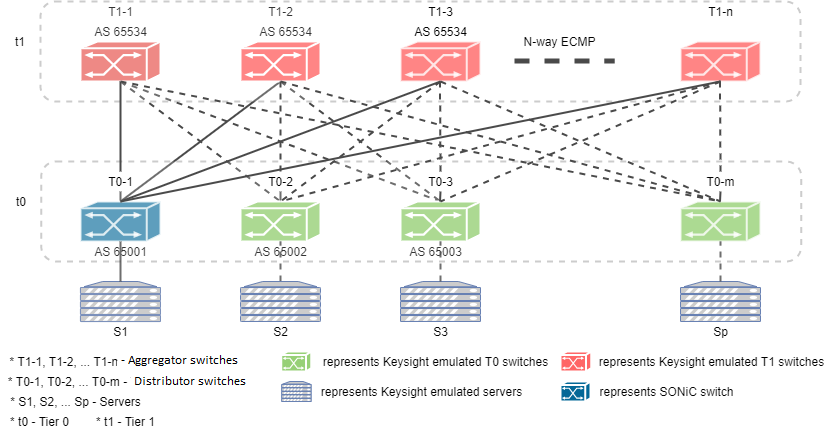 T1-1 T1-2 T1-3 T1-n
AS 65534 AS 65534 AS 65534
t1
N-way ECMP
T0-1 T0-2 T0-3 T0-m
t0
AS 65001 AS 65002 AS 65003
S1 S2 S3 Sp
* T1-1, T1-2, ... T1-n - Aggregator switches
* T0-1, T0-2, ... T0-m - Distributor switches
* S1, S2, ... Sp - Servers
* t0 - Tier 0 * t1 - Tier 1
represents Keysight emulated T0 switches
represents Keysight emulated T1 switches
represents Keysight emulated servers
represents SONiC switch